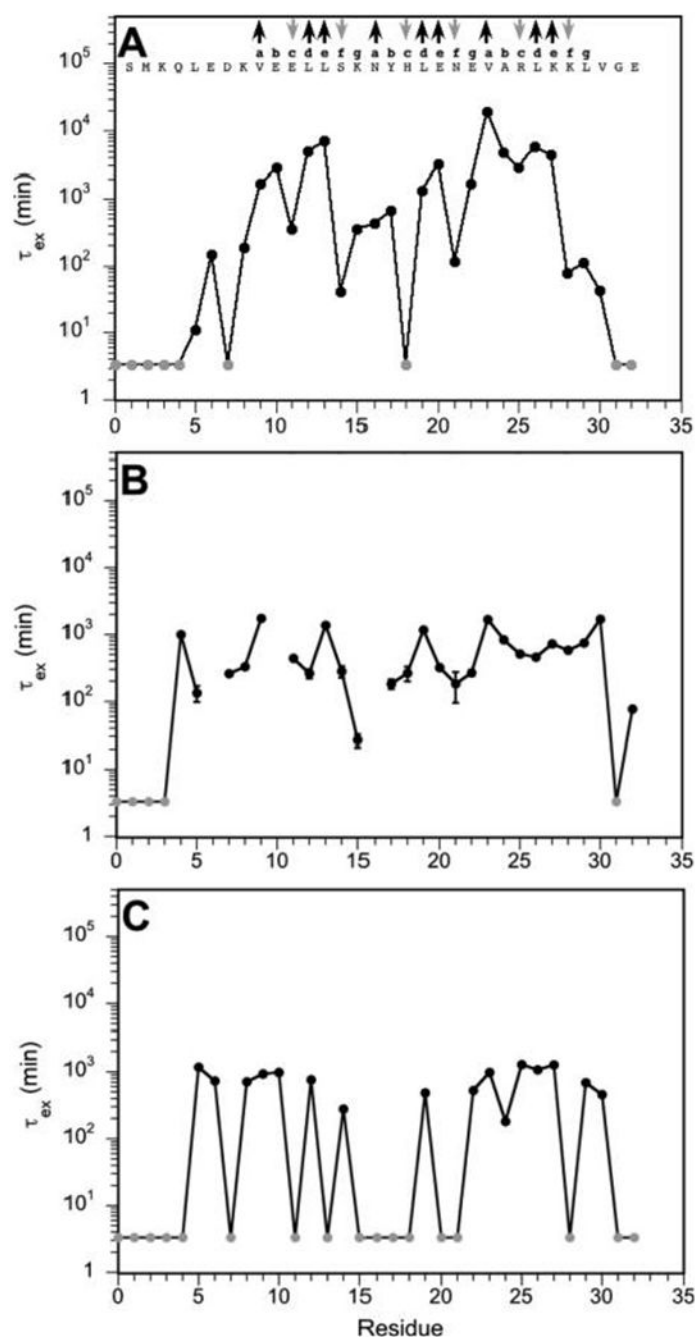 A
a b c d e f g a b c d e f g a b c d e f g
S M K Q L E D K V E E L L S K N Y H L E N E V A R L K K L V G E
10⁵
10⁴
10³
10²
10¹
1
τex (min)
0 5 10 15 20 25 30 35
B
10⁵
10⁴
10³
10²
10¹
1
τex (min)
0 5 10 15 20 25 30 35
C
10⁵
10⁴
10³
10²
10¹
1
τex (min)
0 5 10 15 20 25 30 35
Residue